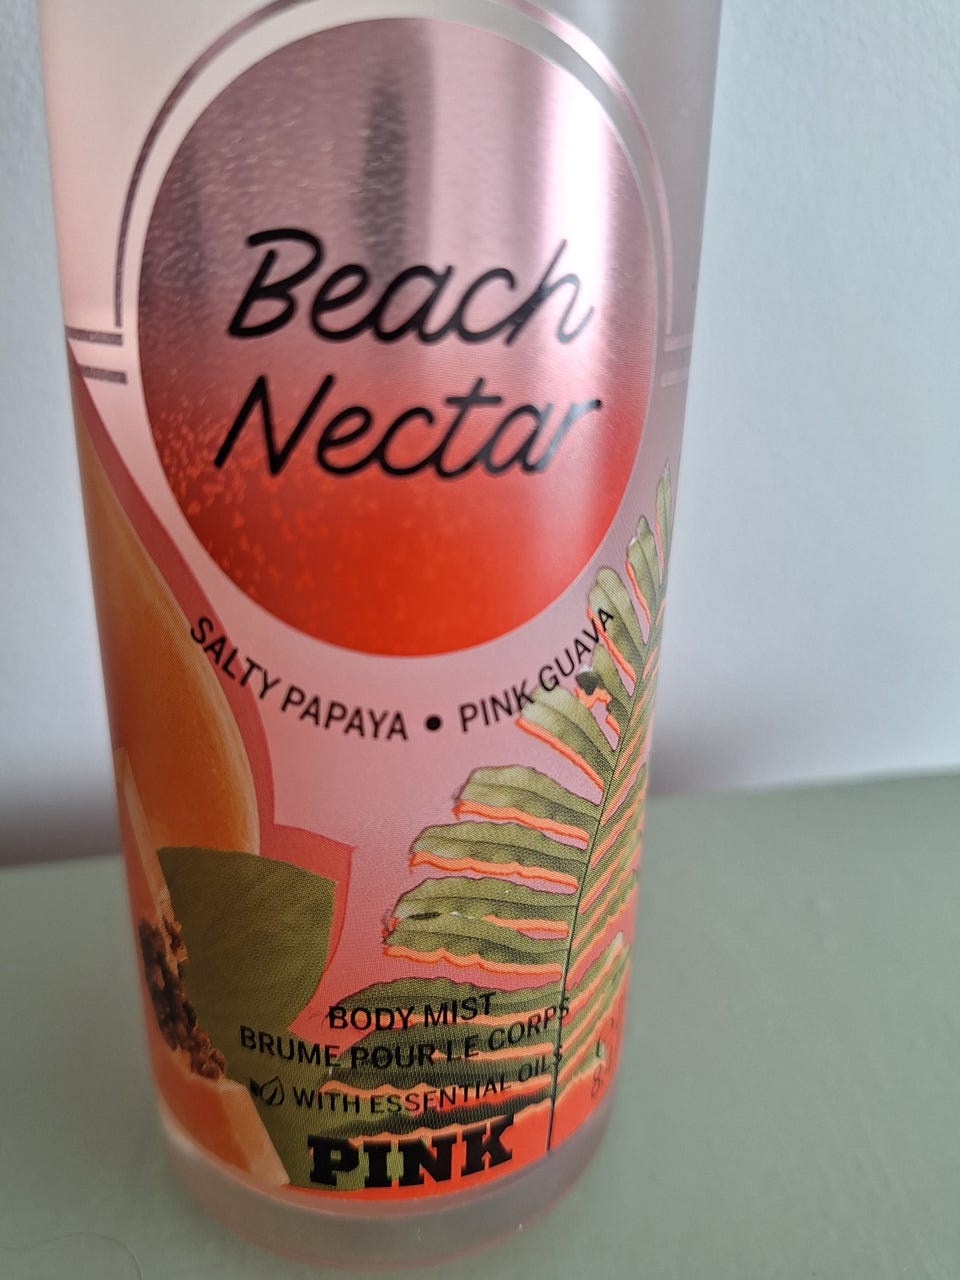 Beach
Nectar
SALTY PAPAYA • PINK GUAVA
BODY MIST
BRUME POUR LE CORPS
WITH ESSENTIAL OILS
PINK